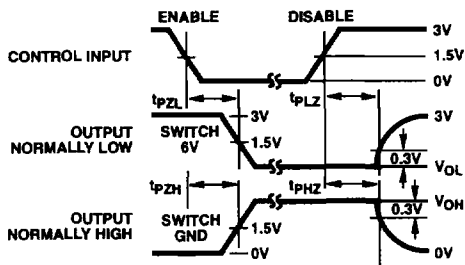 ENABLE DISABLE
CONTROL INPUT
3V
1.5V
0V
tPZL tPLZ
OUTPUT
NORMALLY LOW
SWITCH
6V
3V
1.5V
3V
0.3V
VOL
tPZH tPHZ
OUTPUT
NORMALLY HIGH
SWITCH
GND
1.5V
VOH
0.3V
0V